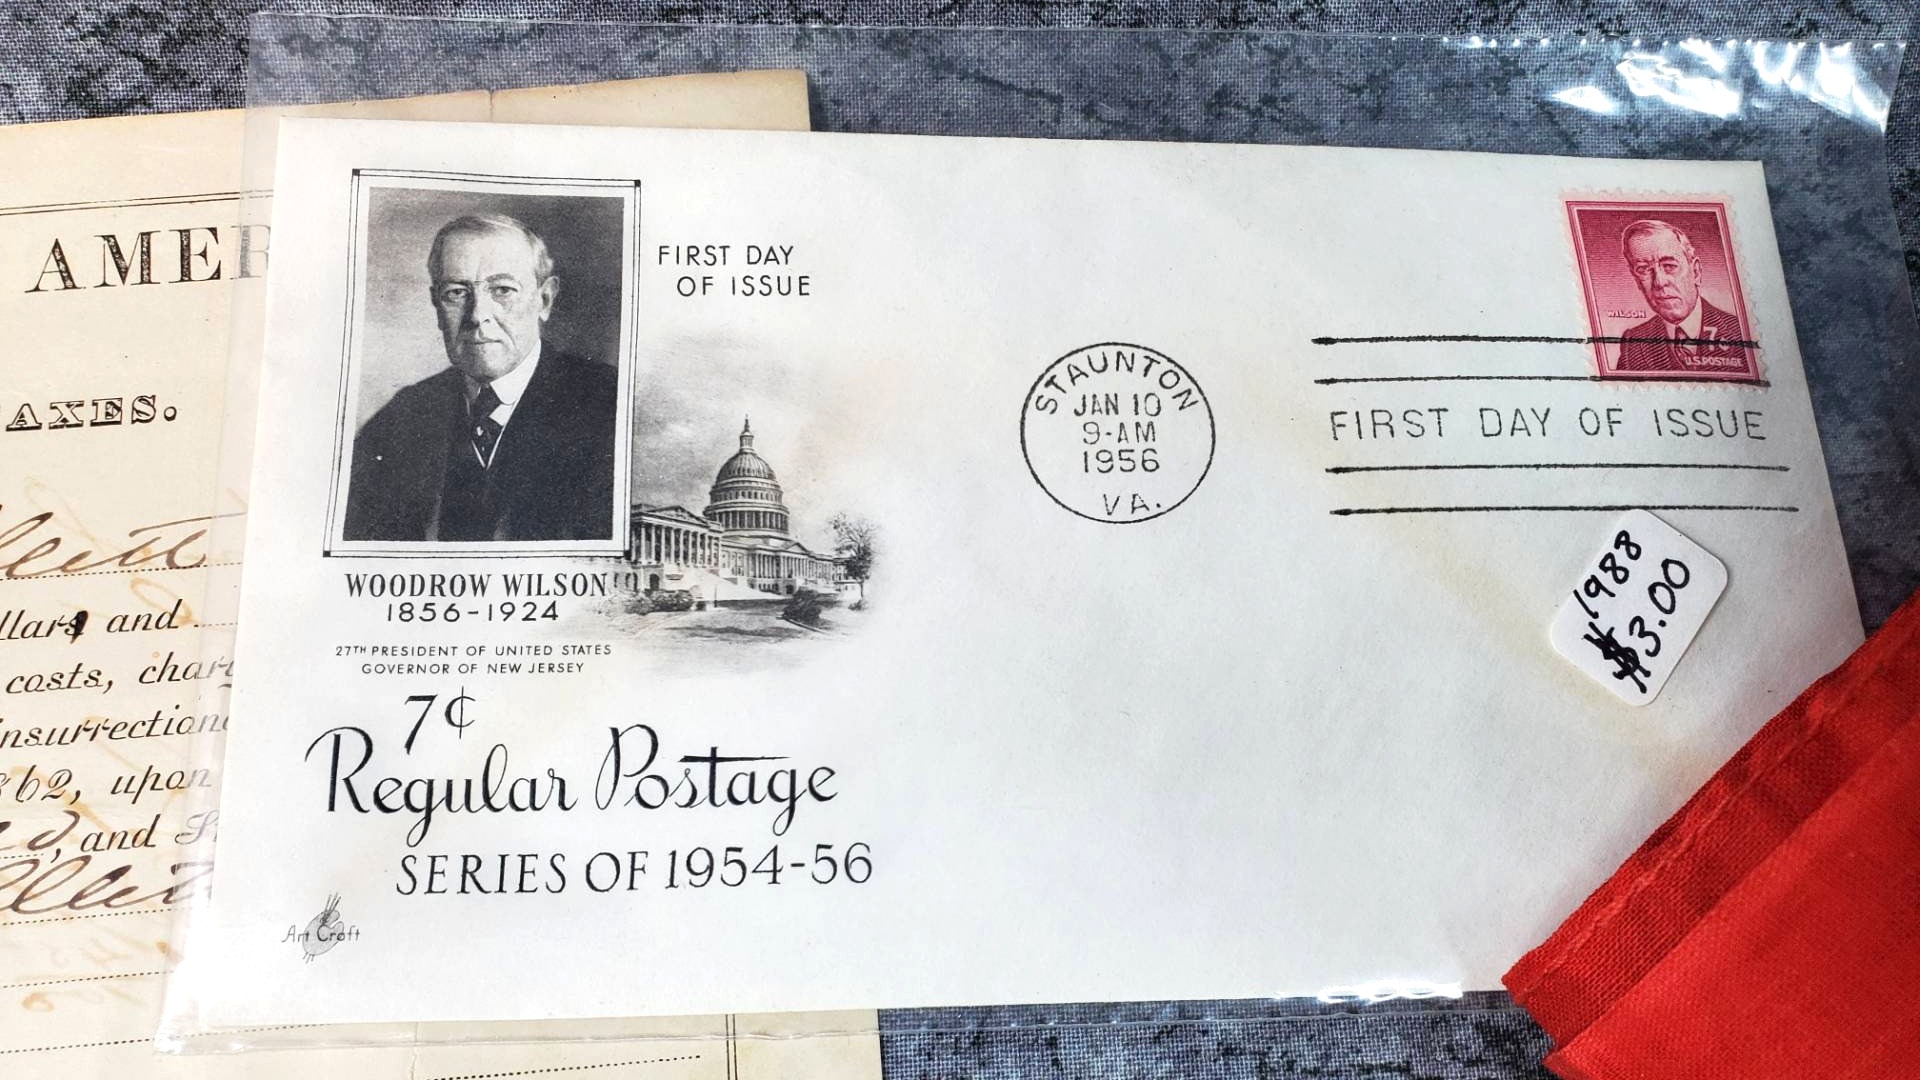 AMER
AXES.
llars and
costs, charg
insurrection
862, upon
, and S
FIRST DAY
OF ISSUE
WOODROW WILSON
1856-1924
27TH PRESIDENT OF UNITED STATES
GOVERNOR OF NEW JERSEY
7¢
Regular Postage
SERIES OF 1954-56
Art Craft
STAUNTON
JAN 10
9-AM
1956
VA.
WILSON
7
U.S. POSTAGE
FIRST DAY OF ISSUE
1988
$3.00